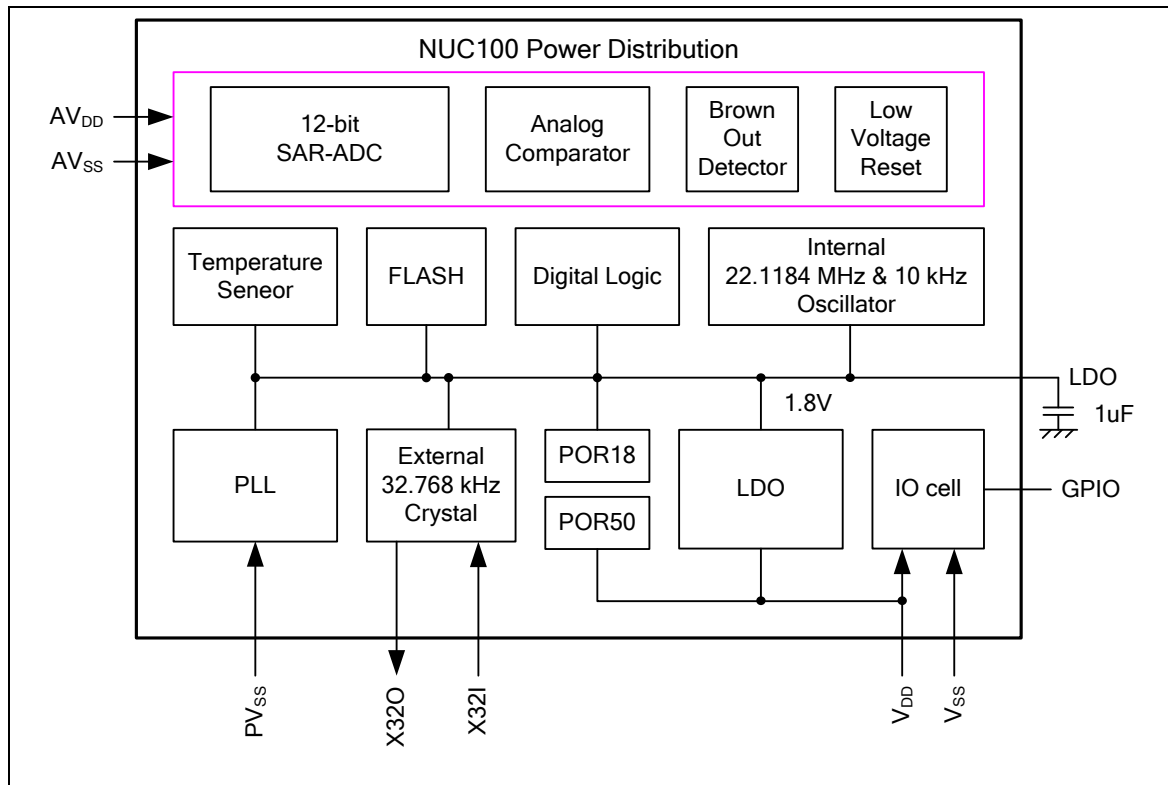 NUC100 Power Distribution
AVDD
AVSS
12-bit
SAR-ADC
Analog
Comparator
Brown
Out
Detector
Low
Voltage
Reset
Temperature
Seneor
FLASH
Digital Logic
Internal
22.1184 MHz & 10 kHz
Oscillator
LDO
1uF
1.8V
PLL
External
32.768 kHz
Crystal
POR18
POR50
LDO
IO cell
GPIO
PVSS
X32O
X32I
VDD
VSS